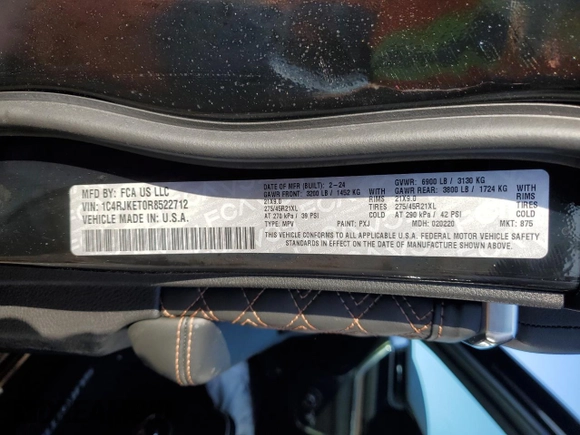 MFD BY: FCA US LLC
VIN: 1C4RJKET0R8522712
VEHICLE MADE IN U.S.A.
DATE OF MFR (BUILT): 2-24
GAWR FRONT: 3200 LB / 1452 KG
21X9.0
275/45R21XL
AT 270 kPa / 39 PSI
TYPE: MPV
WITH
TIRES
RIMS
COLD
PAINT: PXJ
GVWR: 6900 LB / 3130 KG
GAWR REAR: 3800 LB / 1724 KG
21X9.0
275/45R21XL
AT 290 kPa / 42 PSI
MDH: 020220
WITH
TIRES
RIMS
COLD
MKT: 875
THIS VEHICLE CONFORMS TO ALL APPLICABLE U.S.A. FEDERAL MOTOR VEHICLE SAFETY
STANDARDS IN EFFECT ON THE DATE OF MANUFACTURE SHOWN ABOVE.